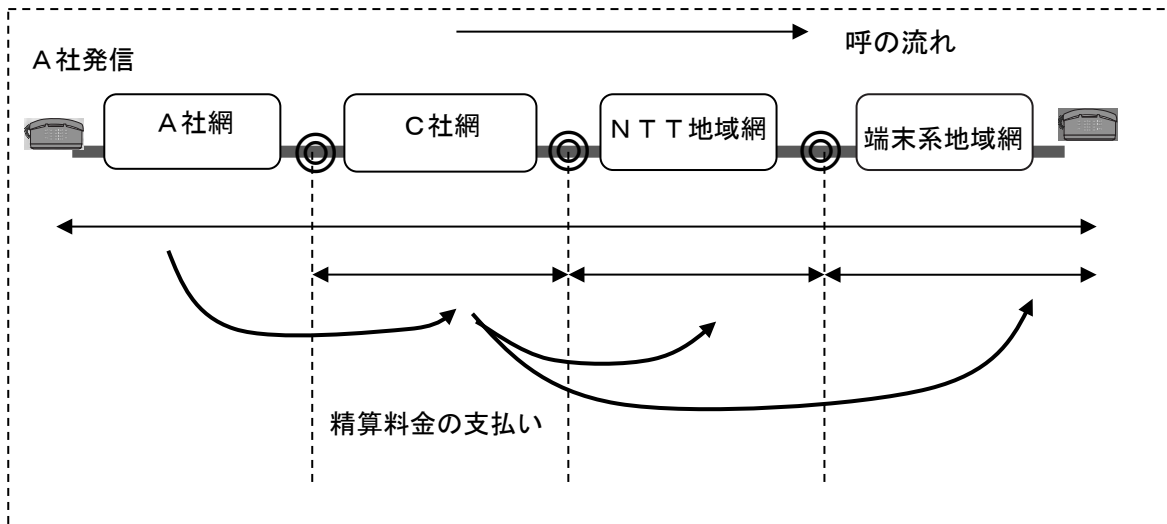 呼の流れ
Ａ社発信
Ａ社網
Ｃ社網
ＮＴＴ地域網
端末系地域網
精算料金の支払い